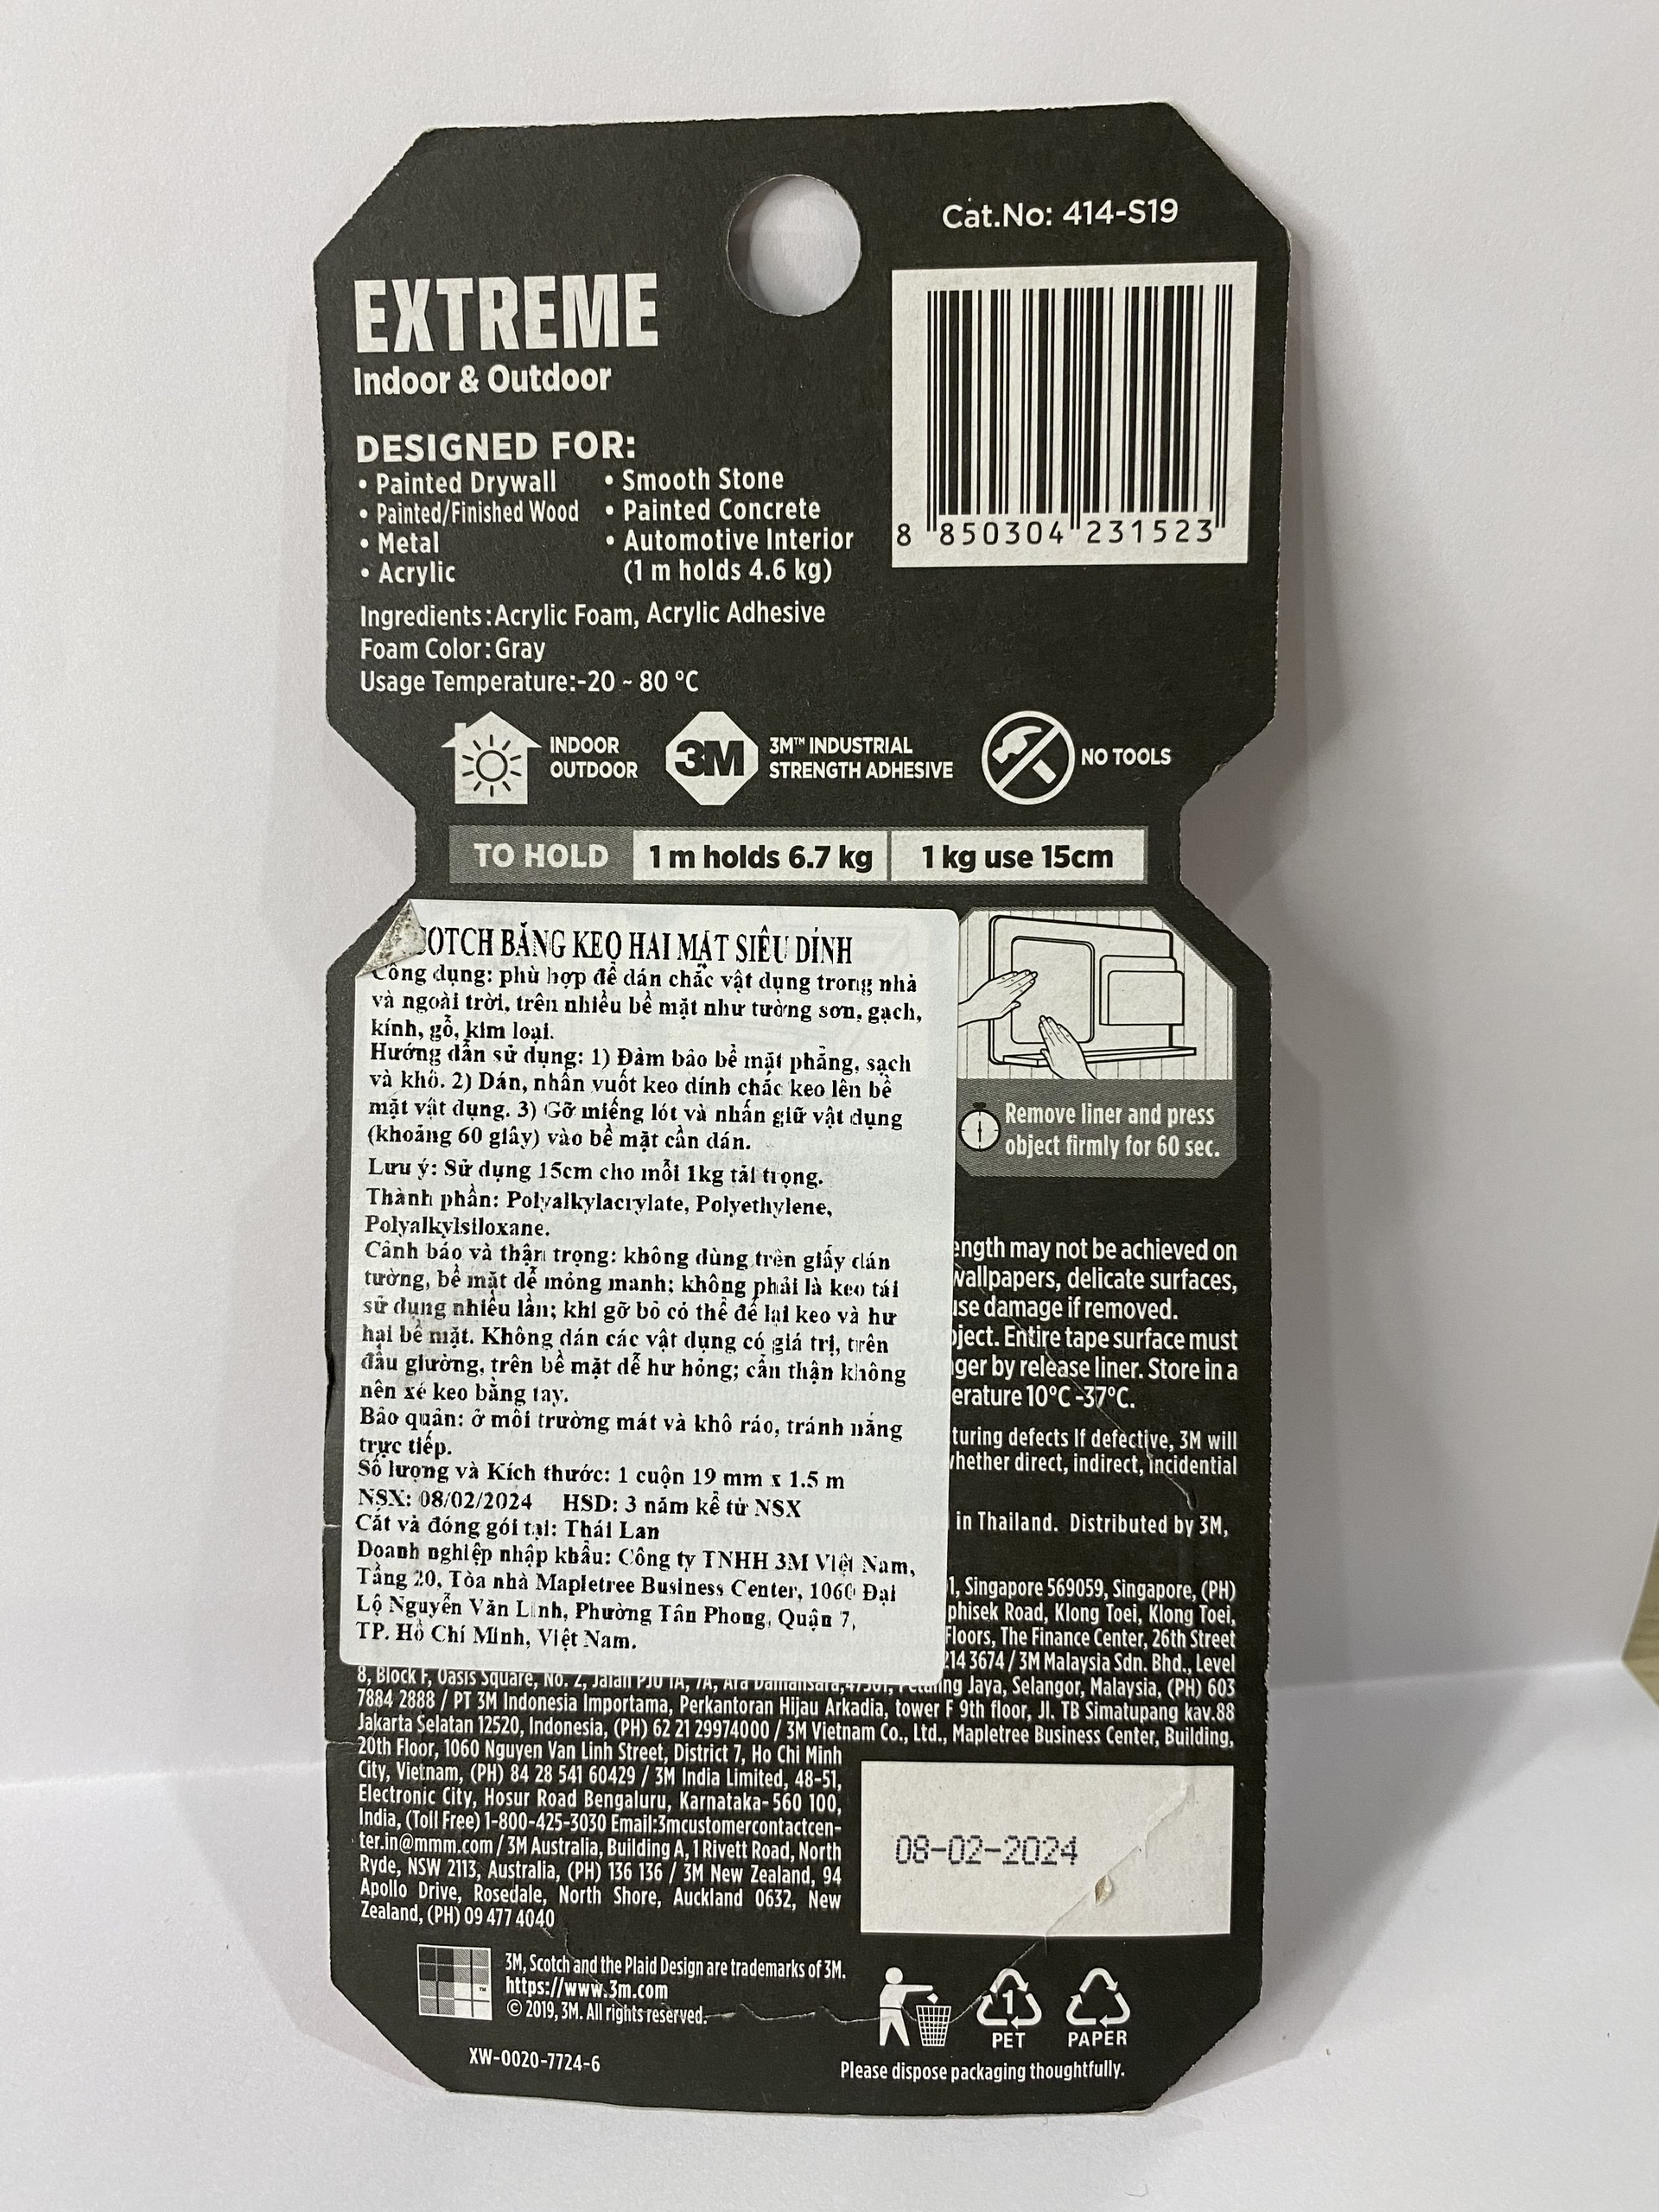 Cat.No: 414-S19
EXTREME
Indoor & Outdoor
8 850304 231523
DESIGNED FOR:
• Painted Drywall
• Painted/Finished Wood
• Metal
• Acrylic
• Smooth Stone
• Painted Concrete
• Automotive Interior
(1 m holds 4.6 kg)
Ingredients:Acrylic Foam, Acrylic Adhesive
Foam Color:Gray
Usage Temperature:-20 ~ 80 °C
INDOOR
OUTDOOR
3M
3M™ INDUSTRIAL
STRENGTH ADHESIVE
NO TOOLS
TO HOLD
1 m holds 6.7 kg
1 kg use 15cm
OTCH BĂNG KEO HAI MẶT SIÊU DÍNH
Công dụng: phù hợp để dán chắc vật dụng trong nhà
và ngoài trời, trên nhiều bề mặt như tường sơn, gạch,
kính, gỗ, kim loại.
Hướng dẫn sử dụng: 1) Đảm bảo bề mặt phẳng, sạch
và khô. 2) Dán, nhấn vuốt keo dính chắc keo lên bề
mặt vật dụng. 3) Gỡ miếng lót và nhấn giữ vật dụng
(khoảng 60 giây) vào bề mặt cần dán.
Lưu ý: Sử dụng 15cm cho mỗi 1kg tải trọng.
Thành phần: Polyalkylacrylate, Polyethylene,
Polyalkylsiloxane.
Cảnh báo và thận trọng: không dùng trên giấy dán
tường, bề mặt dễ mỏng manh; không phải là keo tái
sử dụng nhiều lần; khi gỡ bỏ có thể để lại keo và hư
hại bề mặt. Không dán các vật dụng có giá trị, trên
đầu giường, trên bề mặt dễ hư hỏng; cẩn thận không
nên xé keo bằng tay.
Bảo quản: ở môi trường mát và khô ráo, tránh nắng
trực tiếp.
Số lượng và Kích thước: 1 cuộn 19 mm x 1.5 m
NSX: 08/02/2024 HSD: 3 năm kể từ NSX
Cắt và đóng gói tại: Thái Lan
Doanh nghiệp nhập khẩu: Công ty TNHH 3M Việt Nam,
Tầng 20, Tòa nhà Mapletree Business Center, 1060 Đại
Lộ Nguyễn Văn Linh, Phường Tân Phong, Quận 7,
TP. Hồ Chí Minh, Việt Nam.
Remove liner and press
object firmly for 60 sec.
ength may not be achieved on
wallpapers, delicate surfaces,
use damage if removed.
bject. Entire tape surface must
ger by release liner. Store in a
erature 10°C -37°C.
turing defects If defective, 3M will
whether direct, indirect, incidential
in Thailand. Distributed by 3M,
1, Singapore 569059, Singapore, (PH)
phisek Road, Klong Toei, Klong Toei,
Floors, The Finance Center, 26th Street
214 3674 / 3M Malaysia Sdn. Bhd., Level
8, Block F, Oasis Square, No. 2, Jalan PJU 1A, 7A, Ara Damansara,47301, Petaling Jaya, Selangor, Malaysia, (PH) 603
7884 2888 / PT 3M Indonesia Importama, Perkantoran Hijau Arkadia, tower F 9th floor, Jl. TB Simatupang kav.88
Jakarta Selatan 12520, Indonesia, (PH) 62 21 29974000 / 3M Vietnam Co., Ltd., Mapletree Business Center, Building,
20th Floor, 1060 Nguyen Van Linh Street, District 7, Ho Chi Minh
City, Vietnam, (PH) 84 28 541 60429 / 3M India Limited, 48-51,
Electronic City, Hosur Road Bengaluru, Karnataka- 560 100,
India, (Toll Free) 1-800-425-3030 Email:3mcustomercontactcen-
ter.in@mmm.com / 3M Australia, Building A, 1 Rivett Road, North
Ryde, NSW 2113, Australia, (PH) 136 136 / 3M New Zealand, 94
Apollo Drive, Rosedale, North Shore, Auckland 0632, New
Zealand, (PH) 09 477 4040
08-02-2024
3M, Scotch and the Plaid Design are trademarks of 3M.
https://www.3m.com
© 2019, 3M. All rights reserved.
™
1
PET
PAPER
XW-0020-7724-6
Please dispose packaging thoughtfully.